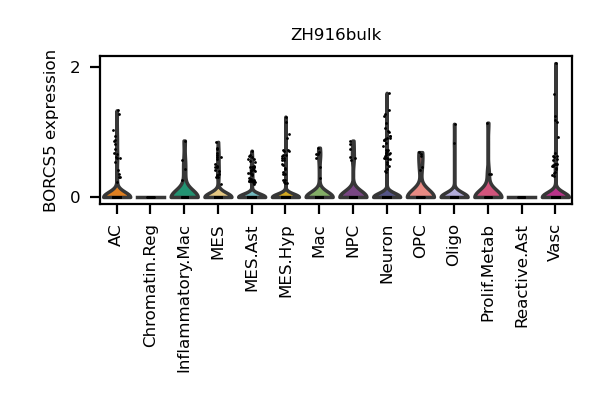 ZH916bulk
BORCS5 expression
2
0
AC
Chromatin.Reg
Inflammatory.Mac
MES
MES.Ast
MES.Hyp
Mac
NPC
Neuron
OPC
Oligo
Prolif.Metab
Reactive.Ast
Vasc